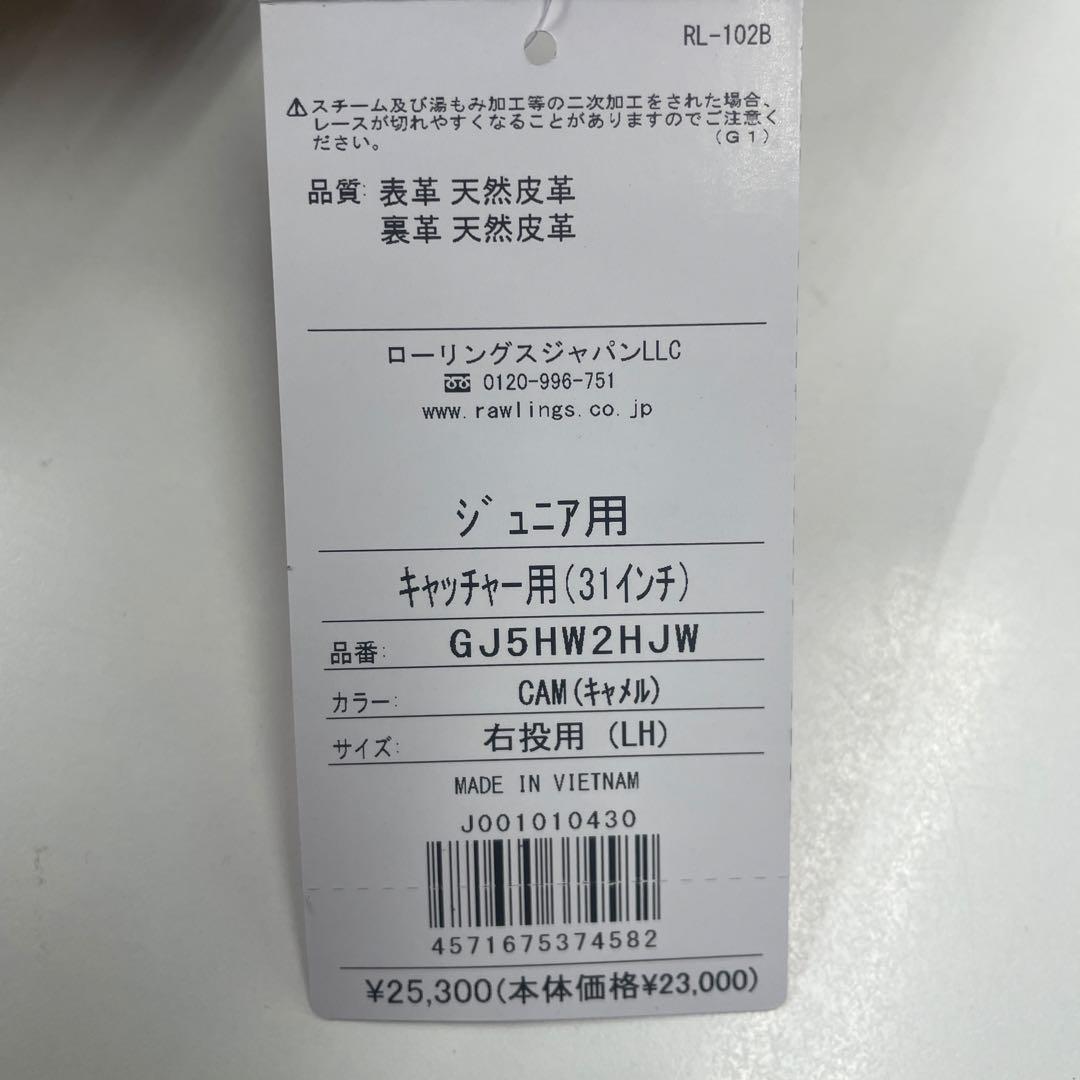 RL-102B
⚠スチーム及び湯もみ加工等の二次加工をされた場合、
レースが切れやすくなることがありますのでご注意く
ださい。 （G1）
品質: 表革 天然皮革
裏革 天然皮革
ローリングスジャパンLLC
0120-996-751
www.rawlings.co.jp
ｼﾞｭﾆｱ用
ｷｬｯﾁｬｰ用(31ｲﾝﾁ)
品番: GJ5HW2HJW
カラー: CAM(ｷｬﾒﾙ)
サイズ: 右投用 (LH)
MADE IN VIETNAM
J001010430
4571675374582
¥25,300(本体価格¥23,000)